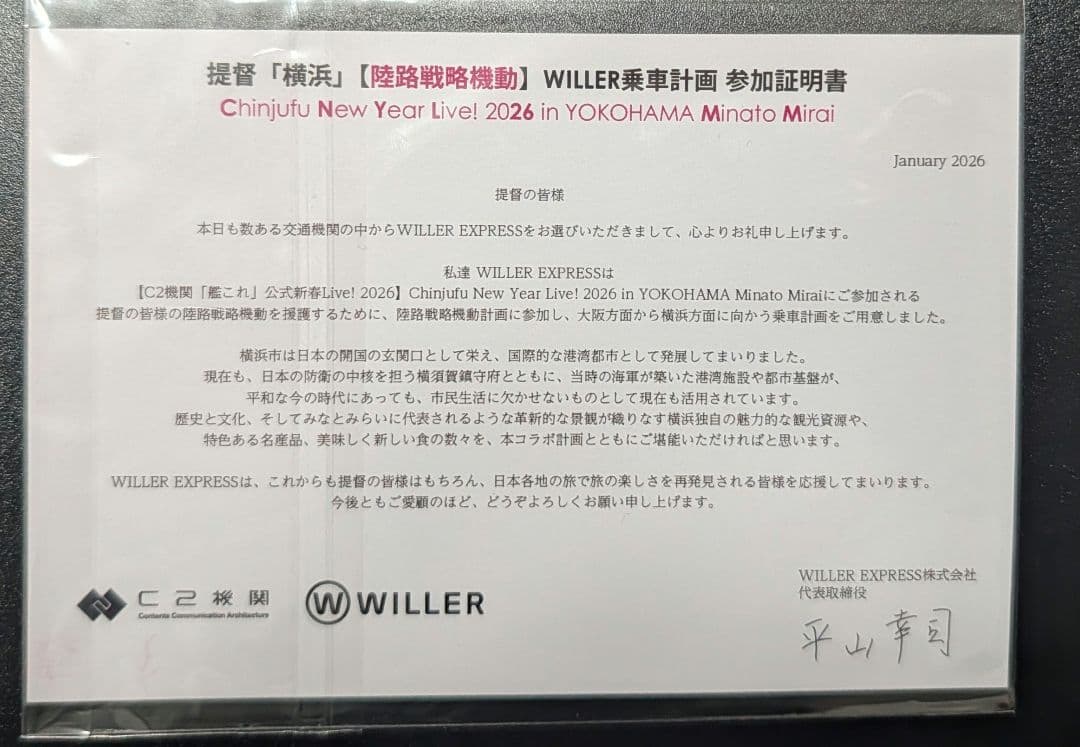 提督「横浜」【陸路戦略機動】WILLER乗車計画 参加証明書
Chinjufu New Year Live! 2026 in YOKOHAMA Minato Mirai
January 2026
提督の皆様
本日も数ある交通機関の中からWILLER EXPRESSをお選びいただきまして、心よりお礼申し上げます。
私達 WILLER EXPRESSは
【C2機関「艦これ」公式新春Live! 2026】Chinjufu New Year Live! 2026 in YOKOHAMA Minato Miraiにご参加される
提督の皆様の陸路戦略機動を援護するために、陸路戦略機動計画に参加し、大阪方面から横浜方面に向かう乗車計画をご用意しました。
横浜市は日本の開国の玄関口として栄え、国際的な港湾都市として発展してまいりました。
現在も、日本の防衛の中核を担う横須賀鎮守府とともに、当時の海軍が築いた港湾施設や都市基盤が、
平和な今の時代にあっても、市民生活に欠かせないものとして現在も活用されています。
歴史と文化、そしてみなとみらいに代表されるような革新的な景観が織りなす横浜独自の魅力的な観光資源や、
特色ある名産品、美味しく新しい食の数々を、本コラボ計画とともにご堪能いただければと思います。
WILLER EXPRESSは、これからも提督の皆様はもちろん、日本各地の旅で旅の楽しさを再発見される皆様を応援してまいります。
今後ともご愛顧のほど、どうぞよろしくお願い申し上げます。
C2機関
Contents Communication Architecture
W WILLER
WILLER EXPRESS株式会社
代表取締役
平山幸司